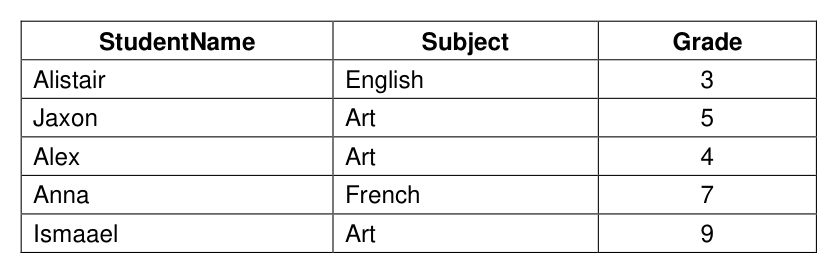 StudentName Subject Grade
Alistair English 3
Jaxon Art 5
Alex Art 4
Anna French 7
Ismaael Art 9